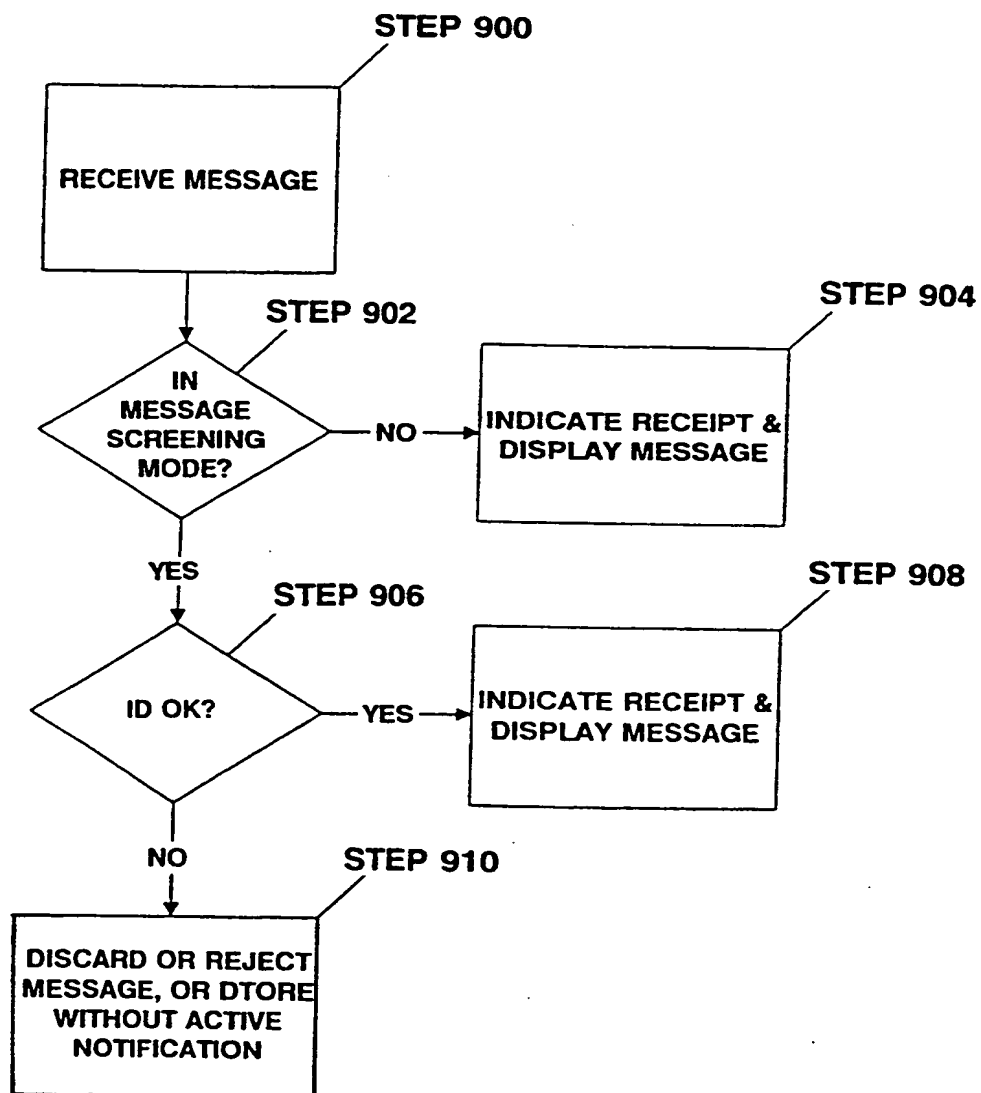 STEP 900
RECEIVE MESSAGE
STEP 902
IN
MESSAGE
SCREENING
MODE?
NO
STEP 904
INDICATE RECEIPT &
DISPLAY MESSAGE
YES
STEP 906
ID OK?
YES
STEP 908
INDICATE RECEIPT &
DISPLAY MESSAGE
NO
STEP 910
DISCARD OR REJECT
MESSAGE, OR DTORE
WITHOUT ACTIVE
NOTIFICATION